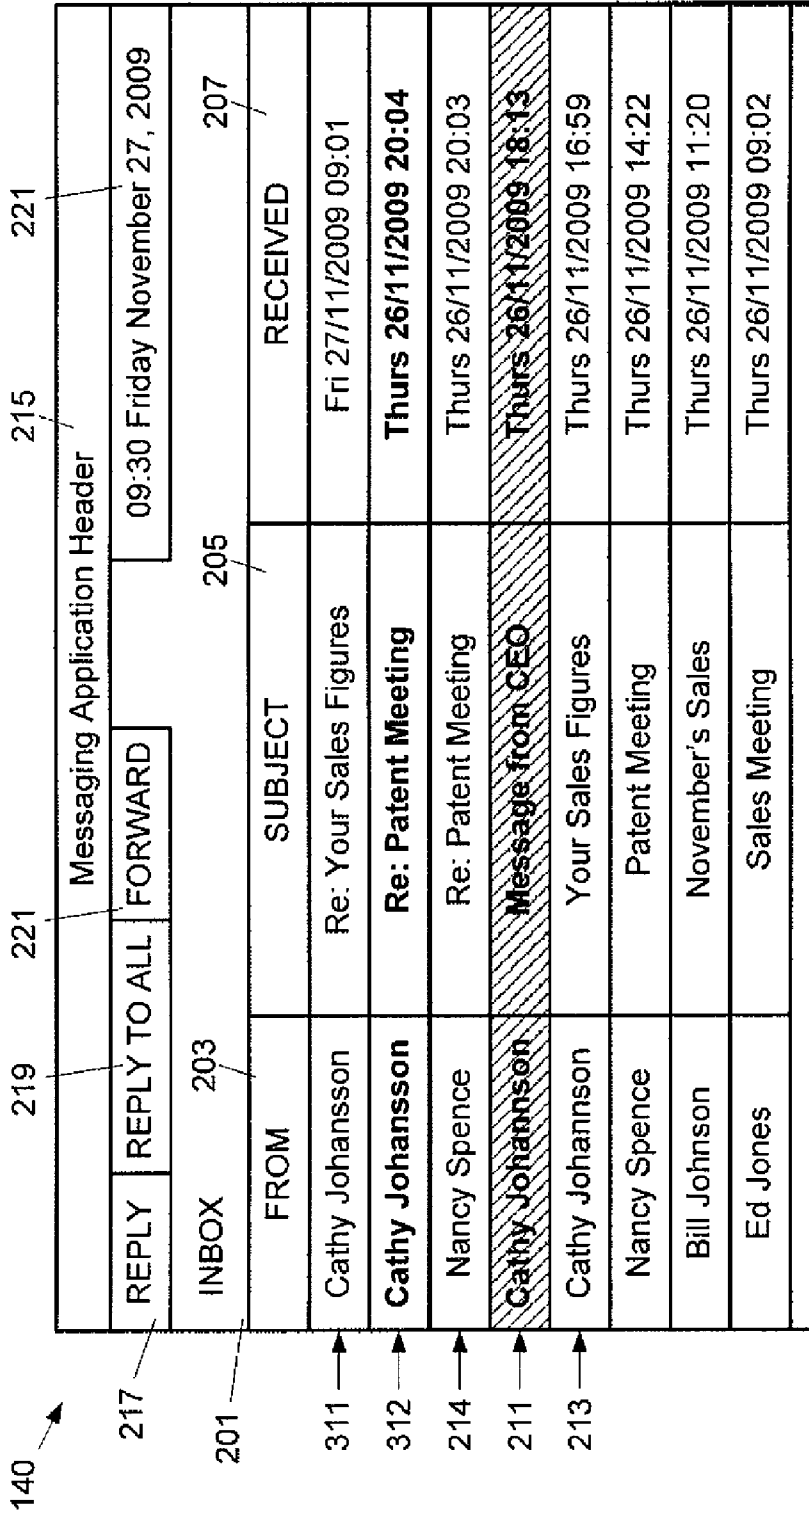 140
219 221 215 221
Messaging Application Header
217 REPLY REPLY TO ALL FORWARD 09:30 Friday November 27, 2009
201 INBOX 203 205 207
FROM SUBJECT RECEIVED
311 Cathy Johansson Re: Your Sales Figures Fri 27/11/2009 09:01
312 Cathy Johansson Re: Patent Meeting Thurs 26/11/2009 20:04
214 Nancy Spence Re: Patent Meeting Thurs 26/11/2009 20:03
211 Cathy Johannson Message from CEO Thurs 26/11/2009 18:13
213 Cathy Johannson Your Sales Figures Thurs 26/11/2009 16:59
Nancy Spence Patent Meeting Thurs 26/11/2009 14:22
Bill Johnson November's Sales Thurs 26/11/2009 11:20
Ed Jones Sales Meeting Thurs 26/11/2009 09:02